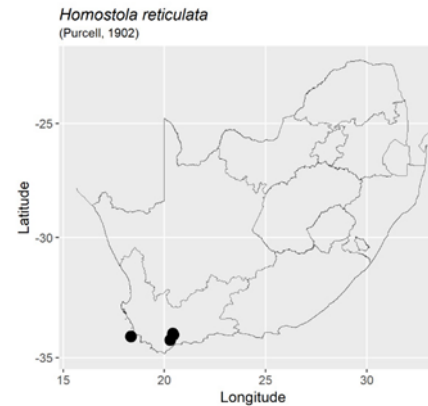 Homostola reticulata
(Purcell, 1902)
-25
-30
-35
Latitude
15 20 25 30
Longitude